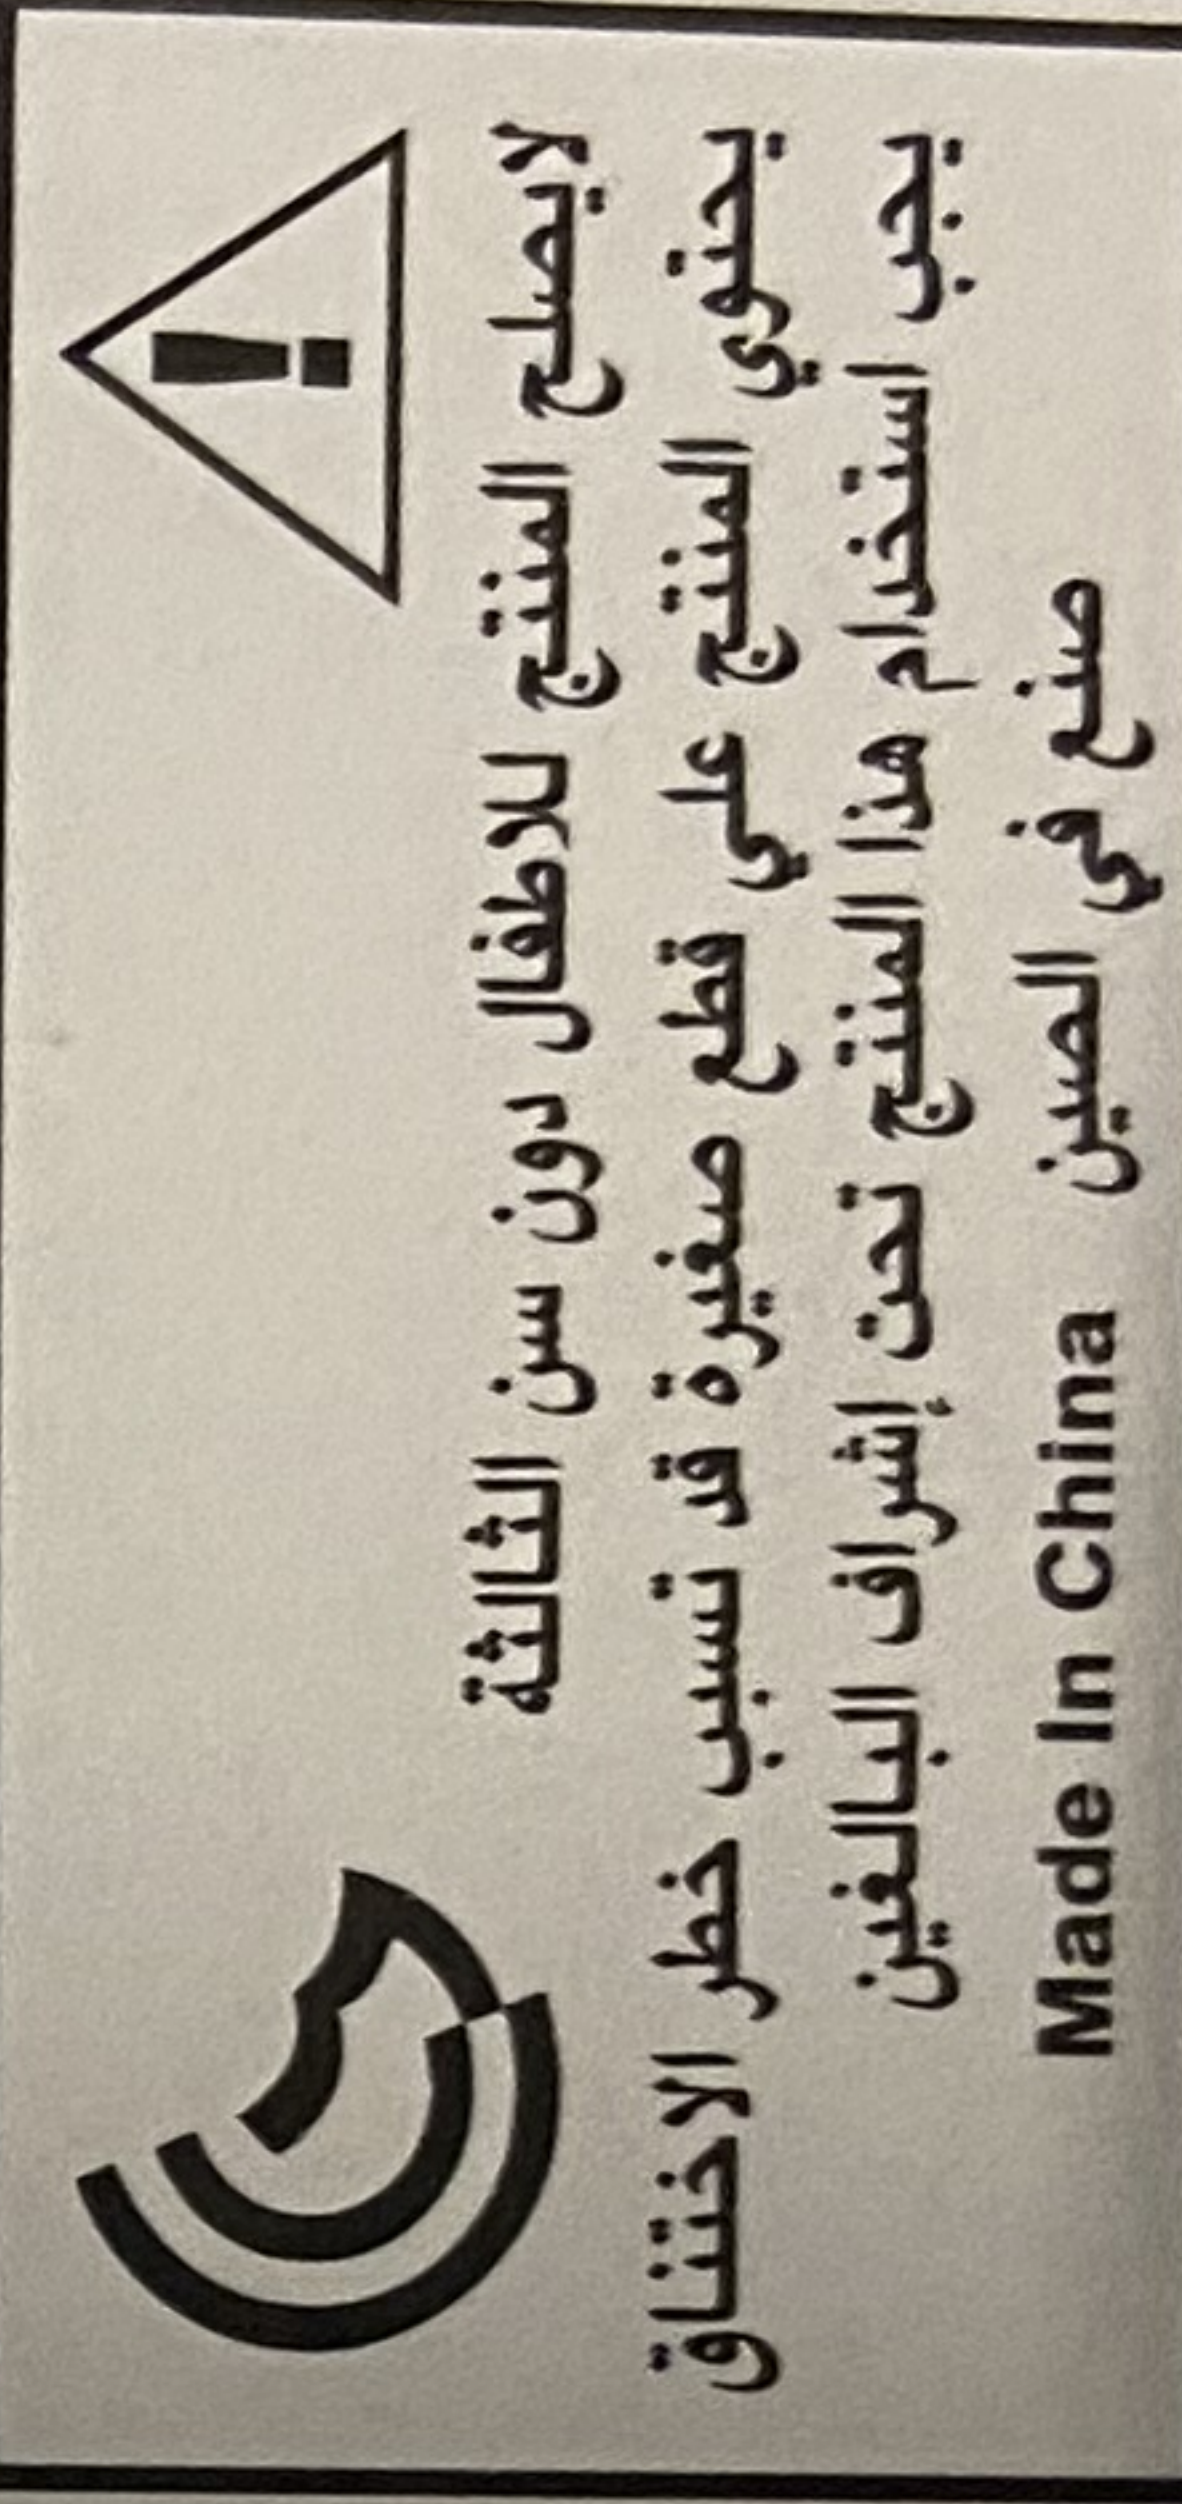 لايصلح المنتج للاطفال دون سن الثالثة
يحتوي المنتج علي قطع صغيرة قد تسبب خطر الاختناق
يجب استخدام هذا المنتج تحت إشراف البالغين
صنع في الصين Made In China